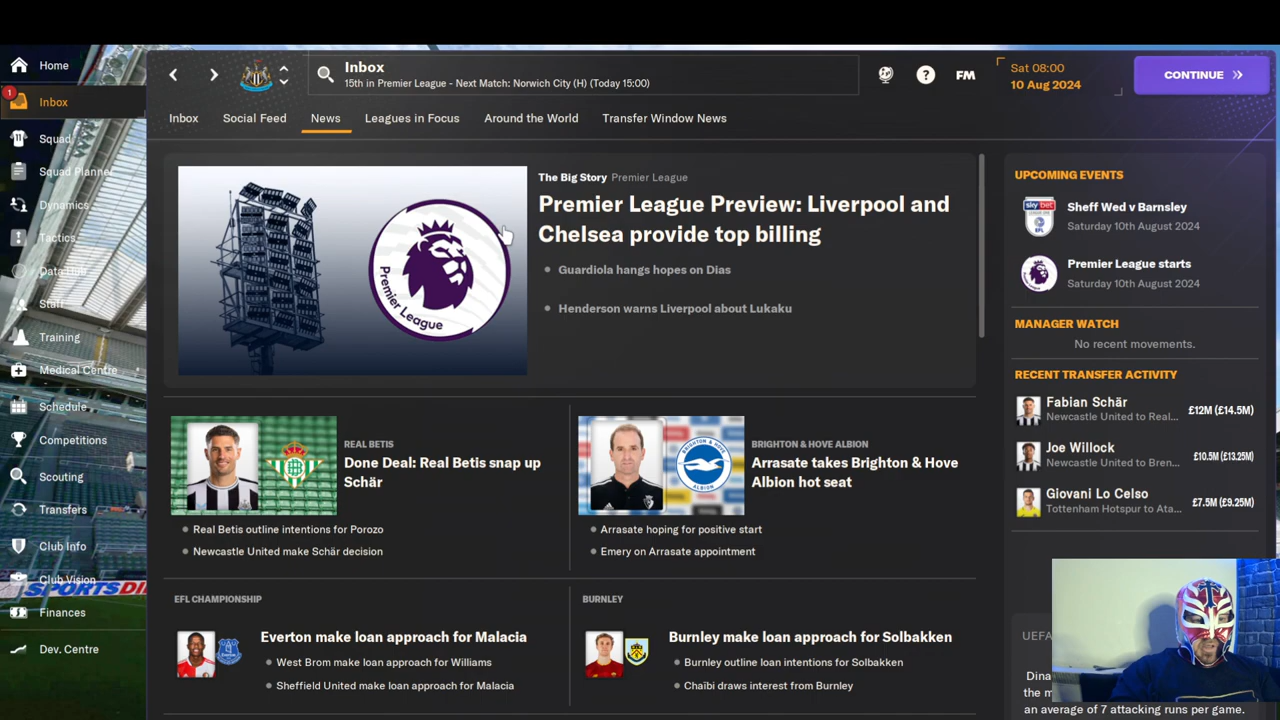 Home
Inbox
1
Squad
Squad Planner
Dynamics
Tactics
Data Hub
Staff
Training
Medical Centre
Schedule
Competitions
Scouting
Transfers
Club Info
Club Vision
SPORTS DI
Finances
Dev. Centre
Inbox
15th in Premier League - Next Match: Norwich City (H) (Today 15:00)
?
FM
Sat 08:00
10 Aug 2024
CONTINUE
Inbox Social Feed News Leagues in Focus Around the World Transfer Window News
Premier League
The Big Story Premier League
Premier League Preview: Liverpool and
Chelsea provide top billing
Guardiola hangs hopes on Dias
Henderson warns Liverpool about Lukaku
REAL BETIS
Done Deal: Real Betis snap up
Schär
Real Betis outline intentions for Porozo
Newcastle United make Schär decision
BRIGHTON & HOVE ALBION
Arrasate takes Brighton & Hove
Albion hot seat
Arrasate hoping for positive start
Emery on Arrasate appointment
EFL CHAMPIONSHIP
Everton make loan approach for Malacia
West Brom make loan approach for Williams
Sheffield United make loan approach for Malacia
BURNLEY
Burnley make loan approach for Solbakken
Burnley outline loan intentions for Solbakken
Chaïbi draws interest from Burnley
UPCOMING EVENTS
sky bet
EFL
Sheff Wed v Barnsley
Saturday 10th August 2024
Premier League starts
Saturday 10th August 2024
MANAGER WATCH
No recent movements.
RECENT TRANSFER ACTIVITY
Fabian Schär
Newcastle United to Real... £12M (£14.5M)
Joe Willock
Newcastle United to Bren... £10.5M (£13.25M)
Giovani Lo Celso
Tottenham Hotspur to Ata... £7.5M (£9.25M)
UEFA
Dina
the m
an average of 7 attacking runs per game.